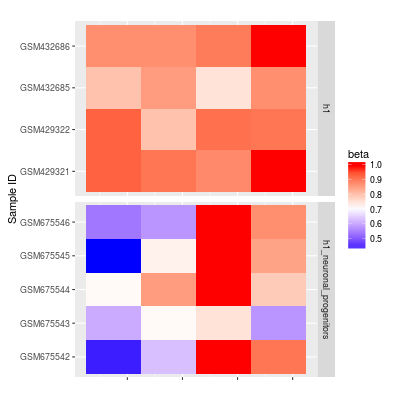 GSM432686
GSM432685
GSM429322
GSM429321
h1
GSM675546
GSM675545
GSM675544
GSM675543
GSM675542
h1_neuronal_progenitors
Sample ID
beta
1.0
0.9
0.8
0.7
0.6
0.5